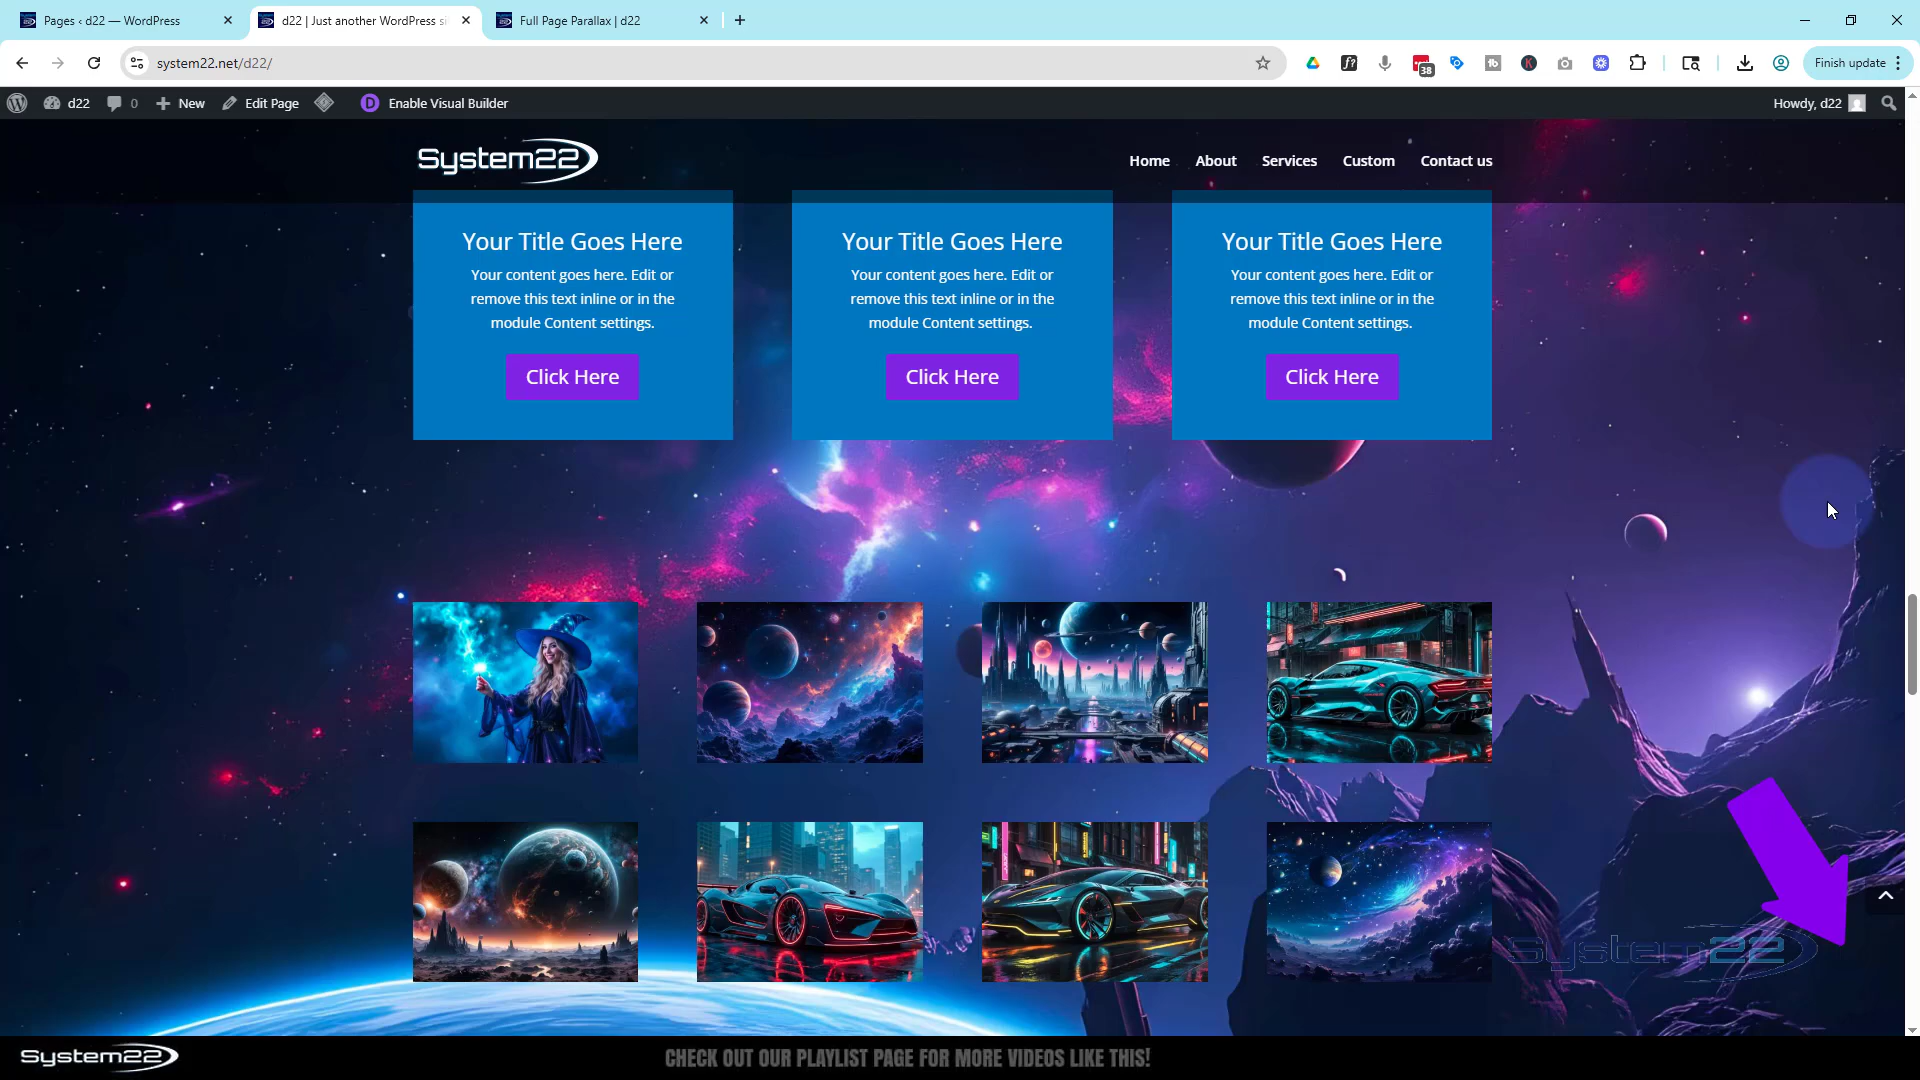 Pages ‹ d22 — WordPress
d22 | Just another WordPress si
Full Page Parallax | d22
system22.net/d22/
38
Finish update
d22
0
New
Edit Page
D
Enable Visual Builder
Howdy, d22
System22
Home
About
Services
Custom
Contact us
Your Title Goes Here
Your content goes here. Edit or
remove this text inline or in the
module Content settings.
Click Here
Your Title Goes Here
Your content goes here. Edit or
remove this text inline or in the
module Content settings.
Click Here
Your Title Goes Here
Your content goes here. Edit or
remove this text inline or in the
module Content settings.
Click Here
System22
System22
CHECK OUT OUR PLAYLIST PAGE FOR MORE VIDEOS LIKE THIS!